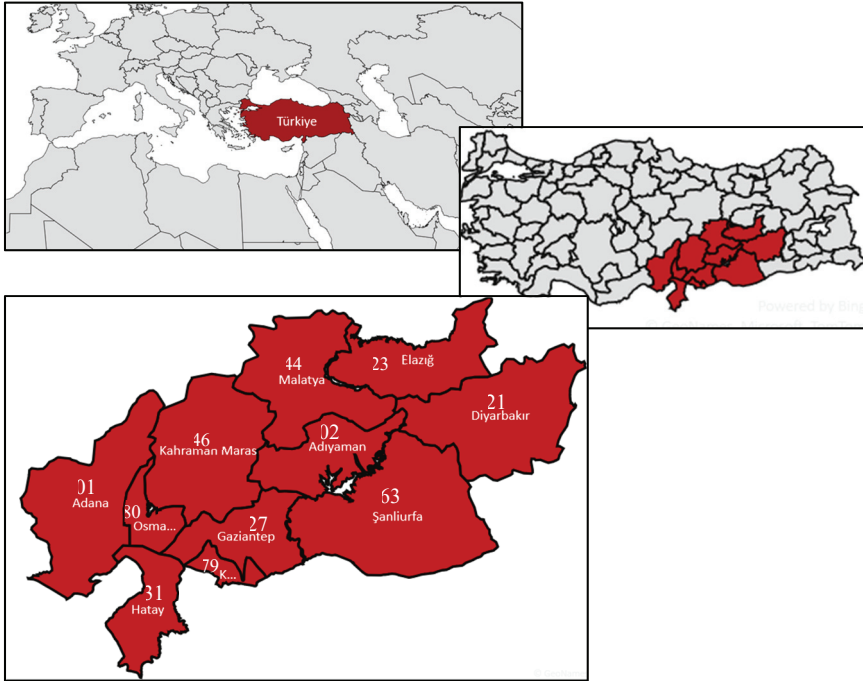 Türkiye
Powered by Bing
44
Malatya
23
Elazığ
21
Diyarbakır
46
Kahraman Maras
02
Adıyaman
01
Adana
80
Osma...
27
Gaziantep
63
Şanlıurfa
79
K...
31
Hatay